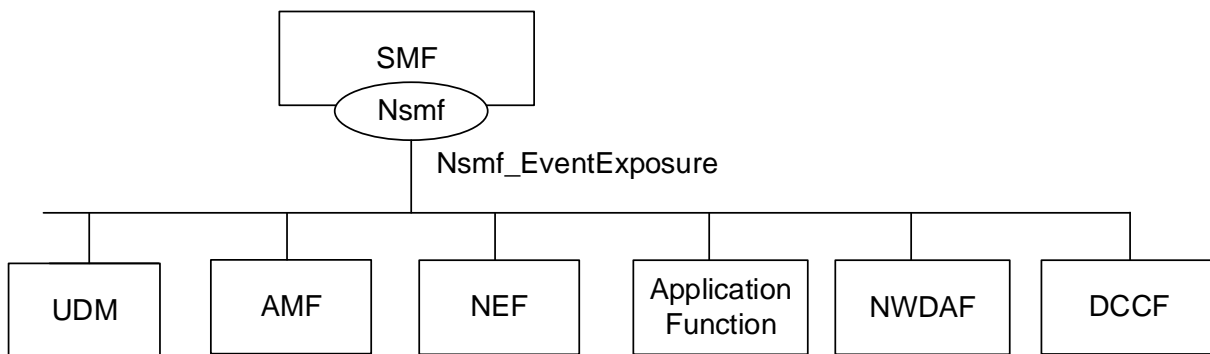 SMF
Nsmf
Nsmf_EventExposure
UDM
AMF
NEF
Application
Function
NWDAF
DCCF